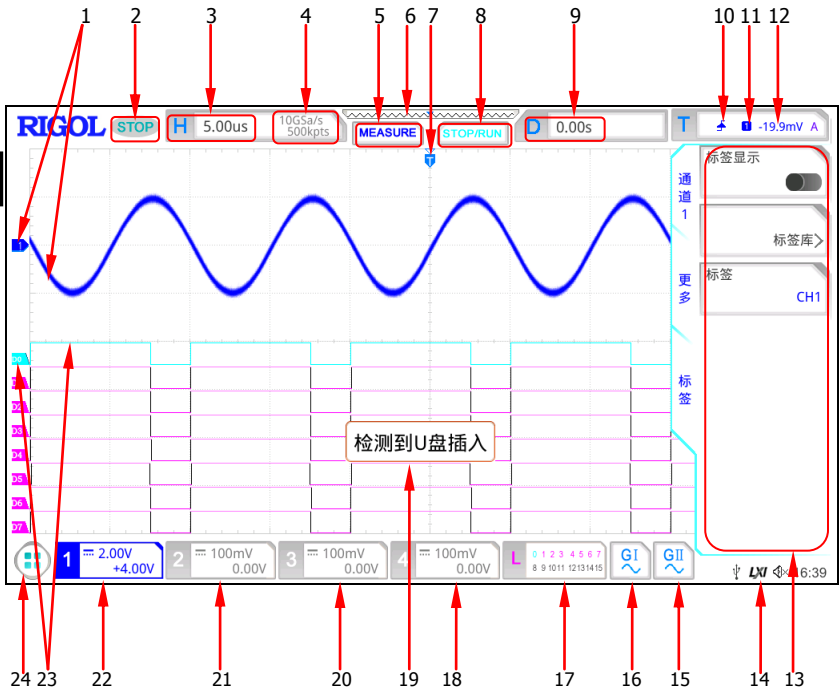 1 2 3 4 5 6 7 8 9 10 11 12
RIGOL STOP H 5.00us 10GSa/s
500kpts
MEASURE STOP/RUN D 0.00s T 1 -19.9mV A
T
通道1
标签显示
标签库>
更多
标签
CH1
标签
1
D0
D2
D3
D4
D5
D6
D7
检测到U盘插入
1 2.00V
+4.00V
2 100mV
0.00V
3 100mV
0.00V
4 100mV
0.00V
L 0 1 2 3 4 5 6 7
8 9 10 11 12 13 14 15
GI
GII
LXI 6:39
24 23 22 21 20 19 18 17 16 15 14 13